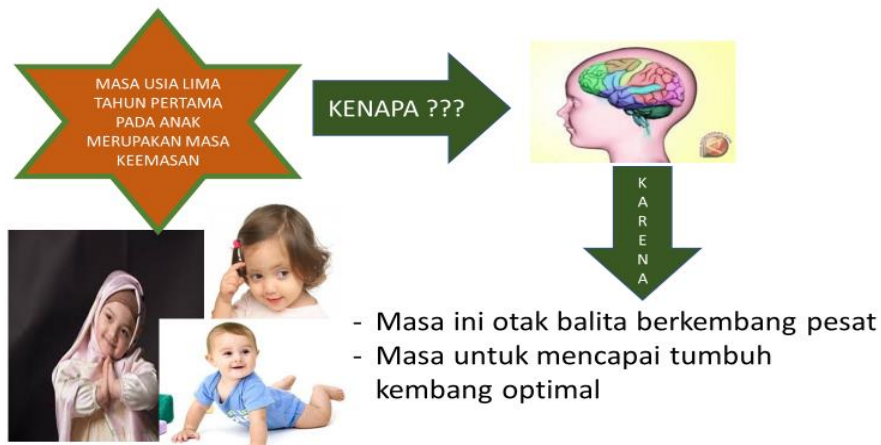 MASA USIA LIMA
TAHUN PERTAMA
PADA ANAK
MERUPAKAN MASA
KEEMASAN
KENAPA ???
K
A
R
E
N
A
- Masa ini otak balita berkembang pesat
- Masa untuk mencapai tumbuh
kembang optimal